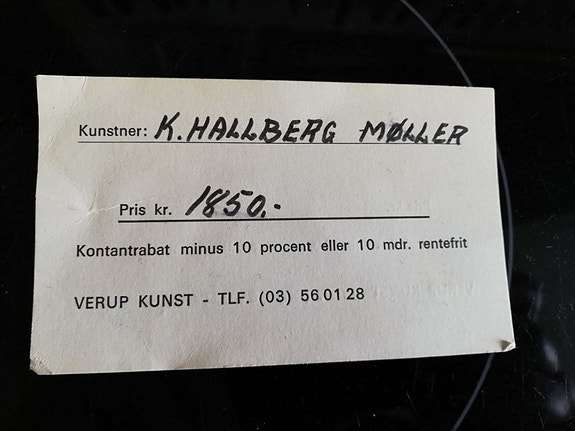 Kunstner: K. HALLBERG MØLLER
Pris kr. 1850.-
Kontantrabat minus 10 procent eller 10 mdr. rentefrit
VERUP KUNST - TLF. (03) 56 01 28